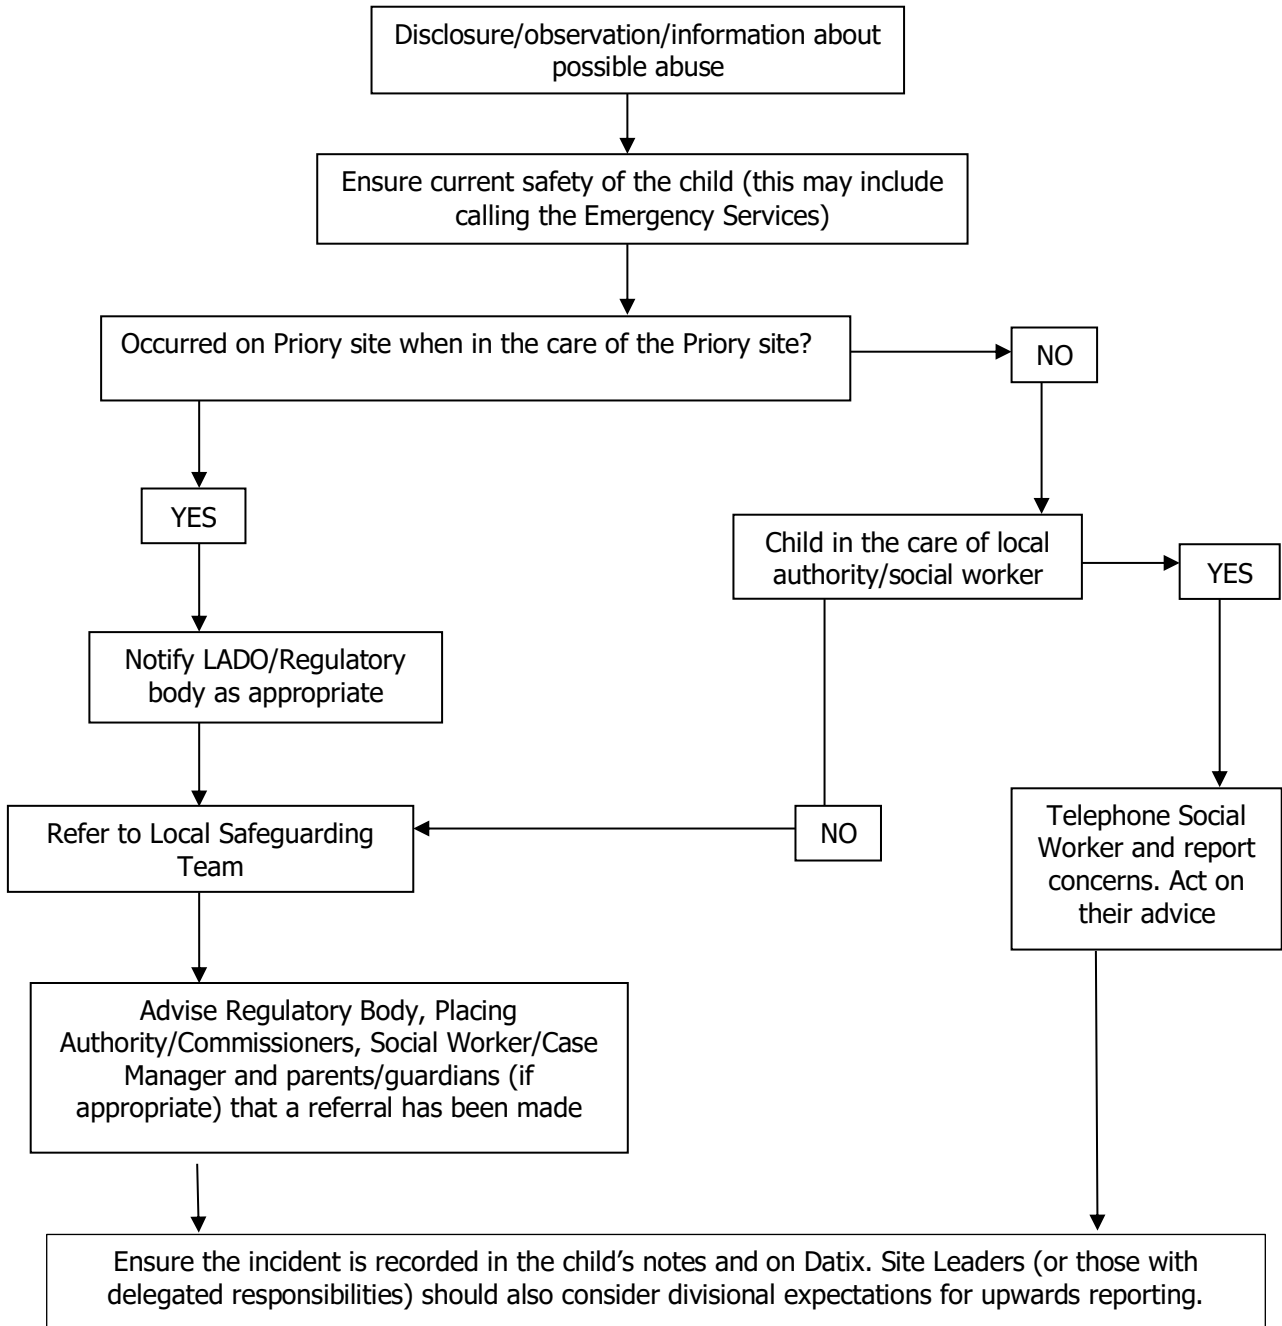 Disclosure/observation/information about
possible abuse
Ensure current safety of the child (this may include
calling the Emergency Services)
Occurred on Priory site when in the care of the Priory site?
NO
YES
Child in the care of local
authority/social worker
YES
Notify LADO/Regulatory
body as appropriate
Refer to Local Safeguarding
Team
NO
Telephone Social
Worker and report
concerns. Act on
their advice
Advise Regulatory Body, Placing
Authority/Commissioners, Social Worker/Case
Manager and parents/guardians (if
appropriate) that a referral has been made
Ensure the incident is recorded in the child’s notes and on Datix. Site Leaders (or those with
delegated responsibilities) should also consider divisional expectations for upwards reporting.